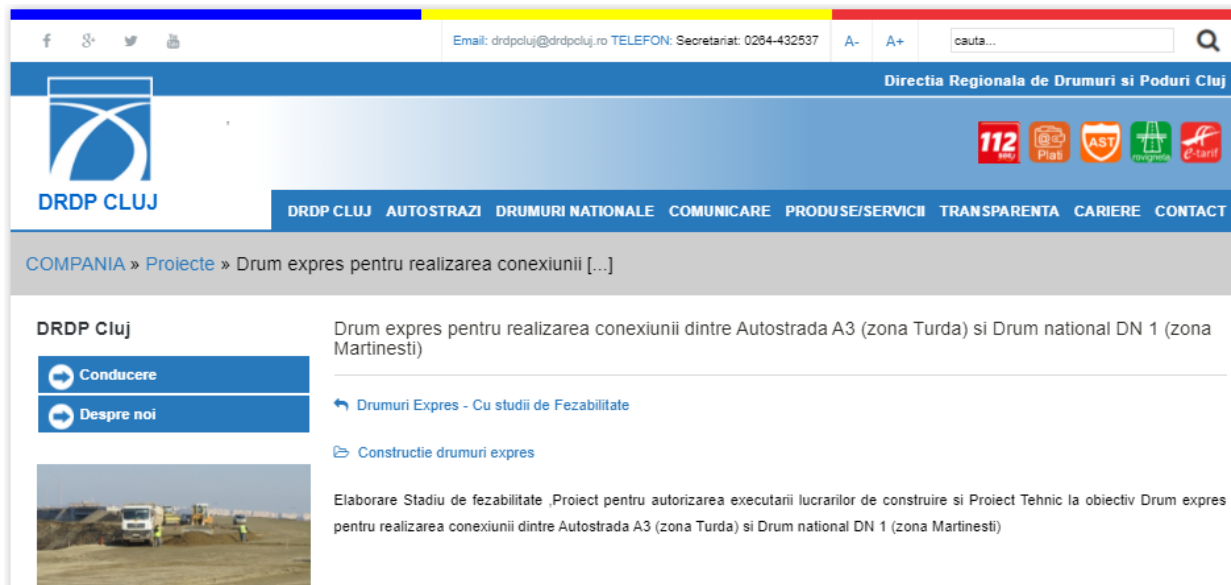 Email: drdpcluj@drdpcluj.ro TELEFON: Secretariat: 0264-432537 A- A+ cauta...
Directia Regionala de Drumuri si Poduri Cluj
112 Plati AST rovigneta e-tarif
DRDP CLUJ
DRDP CLUJ AUTOSTRAZI DRUMURI NATIONALE COMUNICARE PRODUSE/SERVICII TRANSPARENTA CARIERE CONTACT
COMPANIA » Proiecte » Drum expres pentru realizarea conexiunii [...]
DRDP Cluj
Conducere
Despre noi
Drum expres pentru realizarea conexiunii dintre Autostrada A3 (zona Turda) si Drum national DN 1 (zona
Martinesti)
Drumuri Expres - Cu studii de Fezabilitate
Constructie drumuri expres
Elaborare Stadiu de fezabilitate ,Proiect pentru autorizarea executarii lucrarilor de construire si Proiect Tehnic la obiectiv Drum expres
pentru realizarea conexiunii dintre Autostrada A3 (zona Turda) si Drum national DN 1 (zona Martinesti)